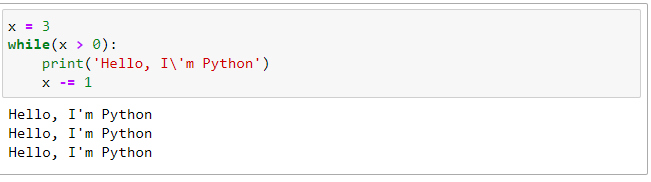 x = 3
while(x > 0):
    print('Hello, I\'m Python')
    x -= 1
Hello, I'm Python
Hello, I'm Python
Hello, I'm Python